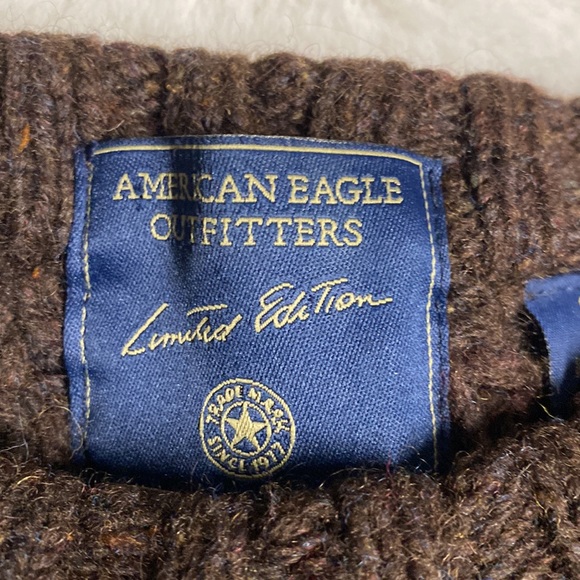 AMERICAN EAGLE
OUTFITTERS
Limited Edition
TRADE MARK
SINCE 1977